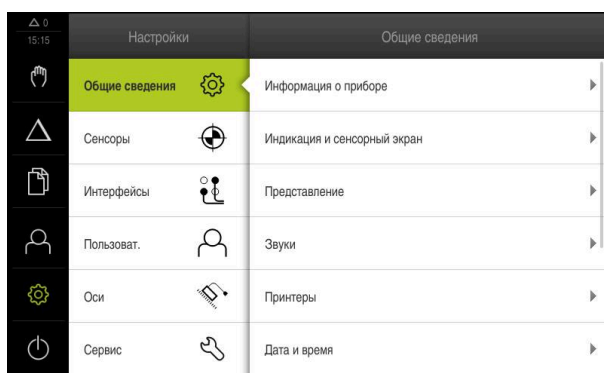 △ 0
15:15
Настройки
Общие сведения
Общие сведения
Сенсоры
Интерфейсы
Пользоват.
Оси
Сервис
Информация о приборе
Индикация и сенсорный экран
Представление
Звуки
Принтеры
Дата и время